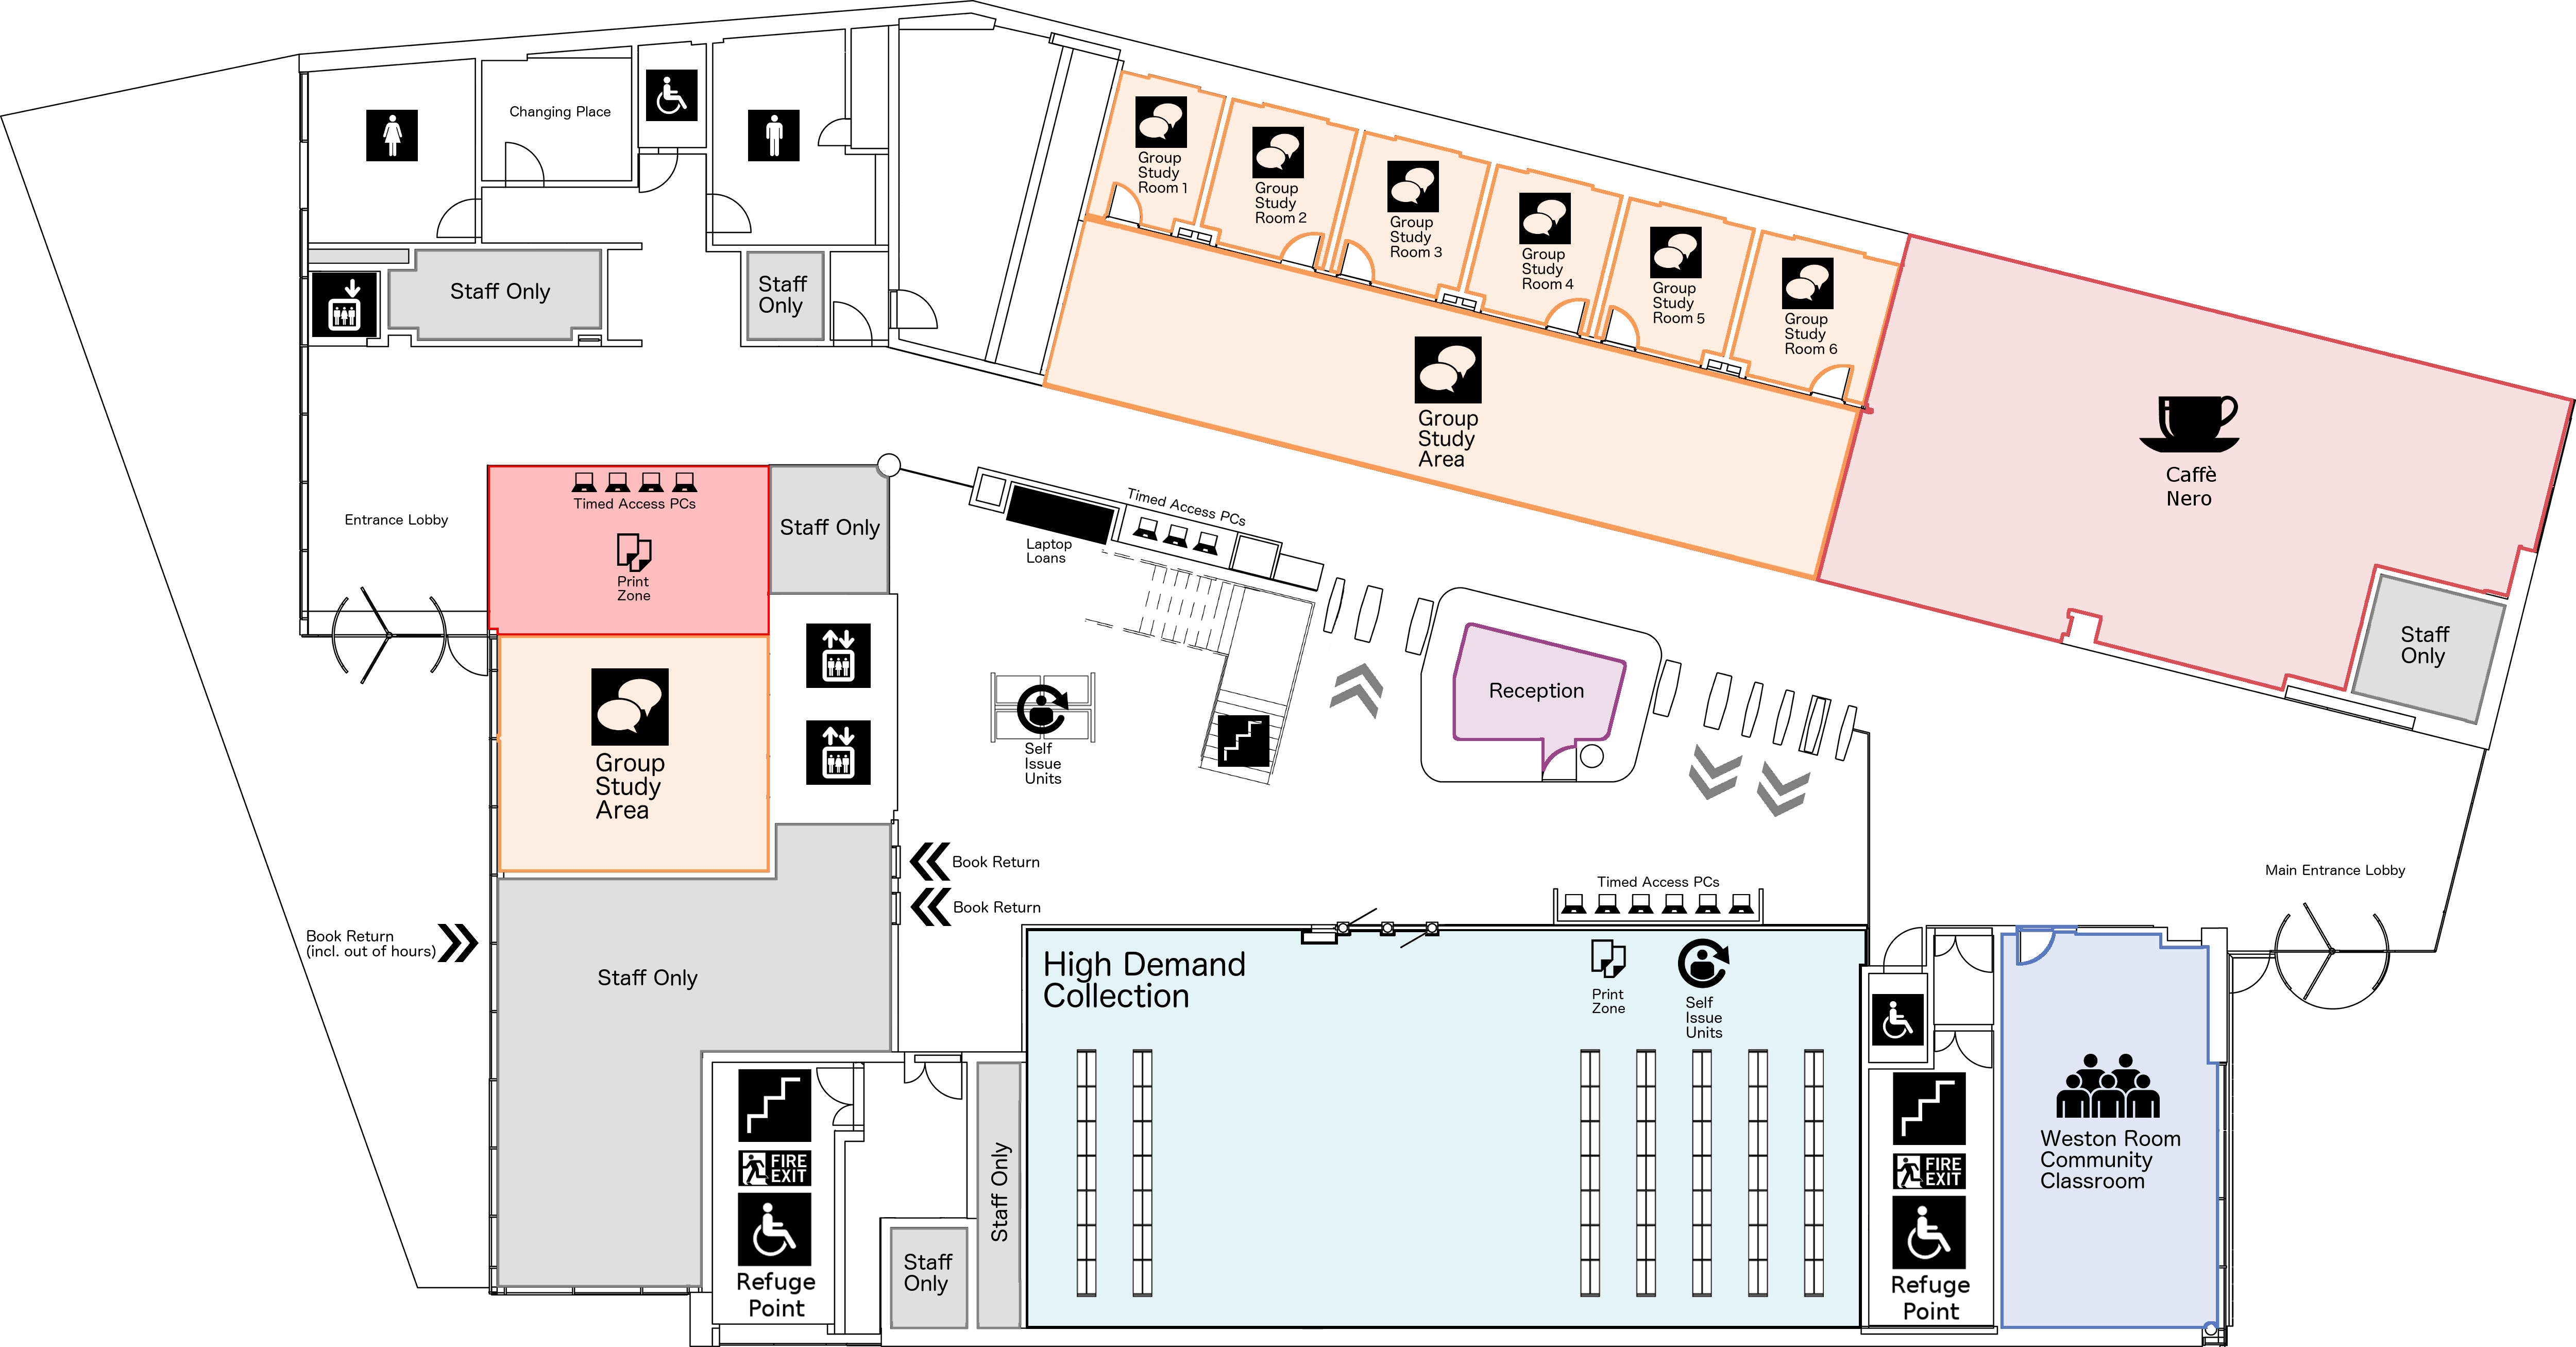 Changing Place
Staff Only
Staff
Only
Group
Study
Room 1
Group
Study
Room 2
Group
Study
Room 3
Group
Study
Room 4
Group
Study
Room 5
Group
Study
Room 6
Group
Study
Area
Caffè
Nero
Staff
Only
Entrance Lobby
Timed Access PCs
Print
Zone
Staff Only
Laptop
Loans
Timed Access PCs
Group
Study
Area
Self
Issue
Units
Reception
Book Return
Book Return
Book Return
(incl. out of hours)
Staff Only
Timed Access PCs
Main Entrance Lobby
High Demand
Collection
Print
Zone
Self
Issue
Units
FIRE
EXIT
Refuge
Point
Staff
Only
Staff Only
FIRE
EXIT
Refuge
Point
Weston Room
Community
Classroom